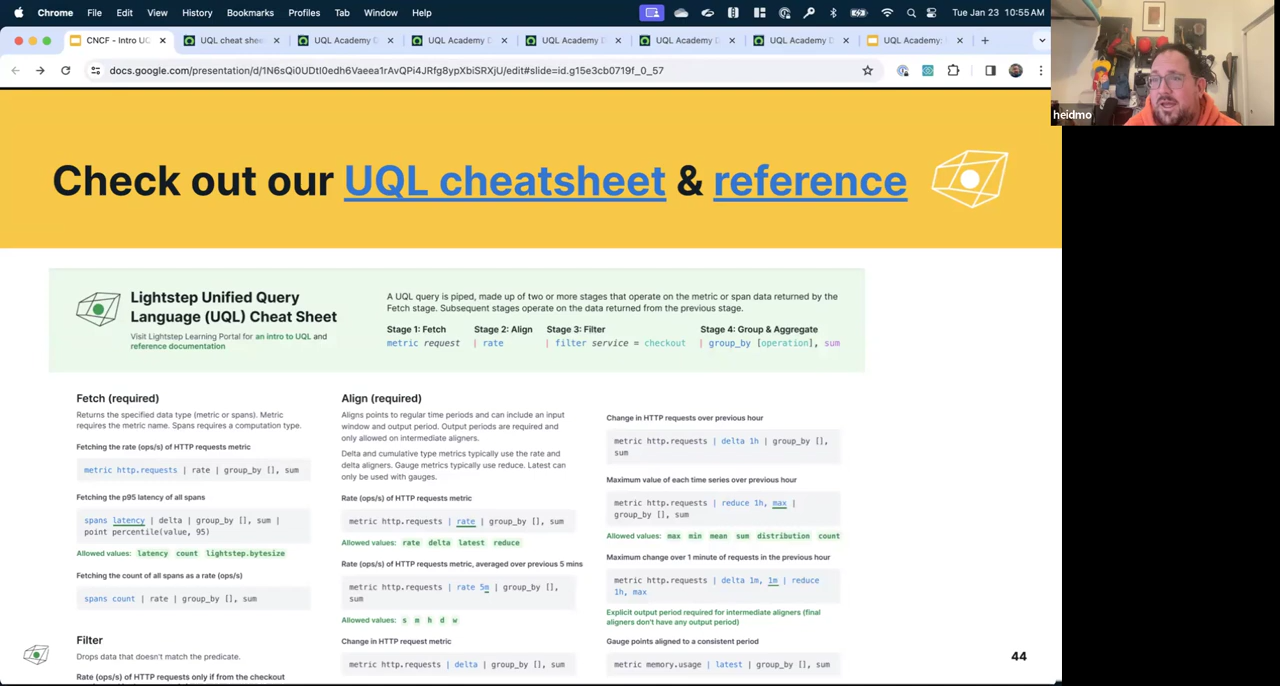 Chrome File Edit View History Bookmarks Profiles Tab Window Help Tue Jan 23 10:55 AM
CNCF - Intro UQ UQL cheat shee UQL Academy G UQL Academy D UQL Academy D UQL Academy D UQL Academy D UQL Academy:
docs.google.com/presentation/d/1N6sQi0UDtI0edh6Vaeea1rAvQPi4JRfg8ypXbiSRXjU/edit#slide=id.g15e3cb0719f_0_57
heidmo
Check out our UQL cheatsheet & reference
Lightstep Unified Query
Language (UQL) Cheat Sheet
Visit Lightstep Learning Portal for an intro to UQL and
reference documentation
A UQL query is piped, made up of two or more stages that operate on the metric or span data returned by the
Fetch stage. Subsequent stages operate on the data returned from the previous stage.
Stage 1: Fetch Stage 2: Align Stage 3: Filter Stage 4: Group & Aggregate
metric request | rate | filter service = checkout | group_by [operation], sum
Fetch (required)
Returns the specified data type (metric or spans). Metric
requires the metric name. Spans requires a computation type.
Fetching the rate (ops/s) of HTTP requests metric
metric http.requests | rate | group_by [], sum
Fetching the p95 latency of all spans
spans latency | delta | group_by [], sum |
point percentile(value, 95)
Allowed values: latency count lightstep.bytesize
Fetching the count of all spans as a rate (ops/s)
spans count | rate | group_by [], sum
Filter
Drops data that doesn't match the predicate.
Rate (ops/s) of HTTP requests only if from the checkout
Align (required)
Aligns points to regular time periods and can include an input
window and output period. Output periods are required and
only allowed on intermediate aligners.
Delta and cumulative type metrics typically use the rate and
delta aligners. Gauge metrics typically use reduce. Latest can
only be used with gauges.
Rate (ops/s) of HTTP requests metric
metric http.requests | rate | group_by [], sum
Allowed values: rate delta latest reduce
Rate (ops/s) of HTTP requests metric, averaged over previous 5 mins
metric http.requests | rate 5m | group_by [],
sum
Allowed values: s m h d w
Change in HTTP request metric
metric http.requests | delta | group_by [], sum
Change in HTTP requests over previous hour
metric http.requests | delta 1h | group_by [],
sum
Maximum value of each time series over previous hour
metric http.requests | reduce 1h, max |
group_by [], sum
Allowed values: max min mean sum distribution count
Maximum change over 1 minute of requests in the previous hour
metric http.requests | delta 1m, 1m | reduce
1h, max
Explicit output period required for intermediate aligners (final
aligners don't have any output period)
Gauge points aligned to a consistent period
metric memory.usage | latest | group_by [], sum
44